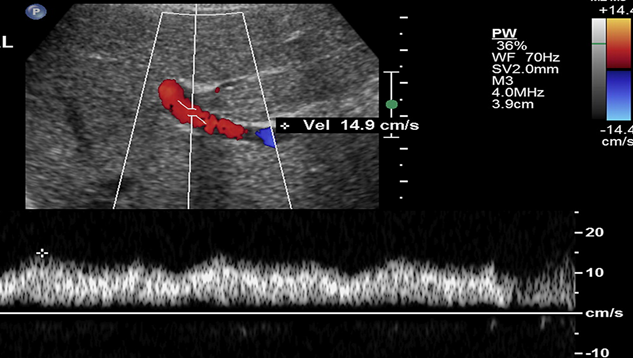 P
L
Vel 14.9 cm/s
PW
36%
WF 70Hz
SV2.0mm
M3
4.0MHz
3.9cm
+14.4
-14.4
cm/s
20
10
cm/s
-10